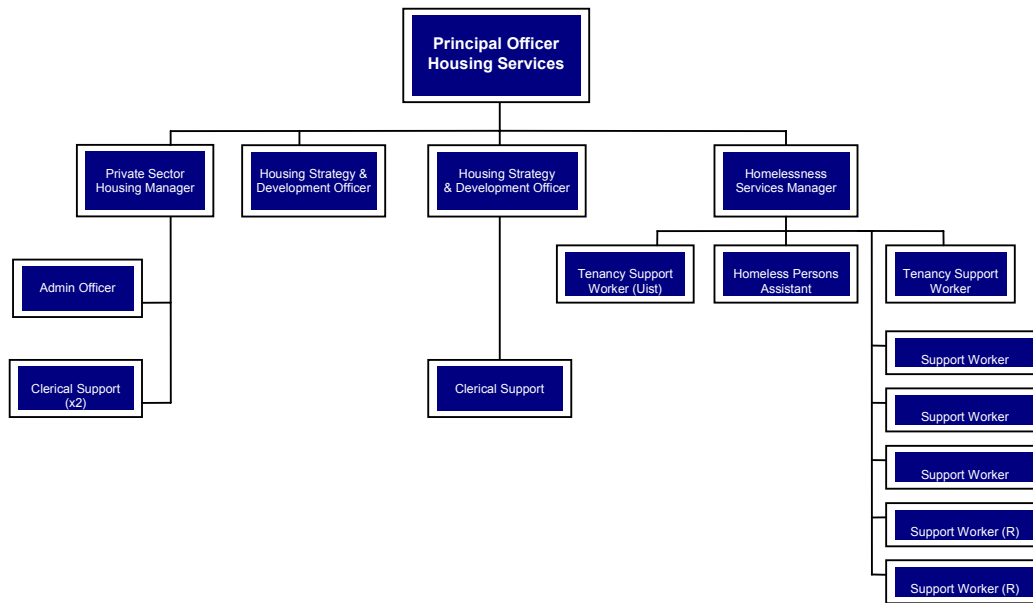 Principal Officer
Housing Services
Private Sector
Housing Manager
Housing Strategy &
Development Officer
Housing Strategy
& Development Officer
Homelessness
Services Manager
Admin Officer
Tenancy Support
Worker (Uist)
Homeless Persons
Assistant
Tenancy Support
Worker
Clerical Support
(x2)
Clerical Support
Support Worker
Support Worker
Support Worker
Support Worker (R)
Support Worker (R)